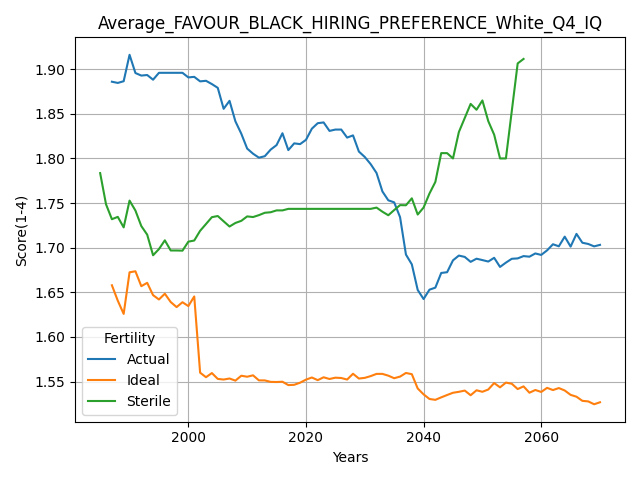 Average_FAVOUR_BLACK_HIRING_PREFERENCE_White_Q4_IQ
Score(1-4)
1.90
1.85
1.80
1.75
1.70
1.65
1.60
1.55
Fertility
Actual
Ideal
Sterile
2000 2020 2040 2060
Years